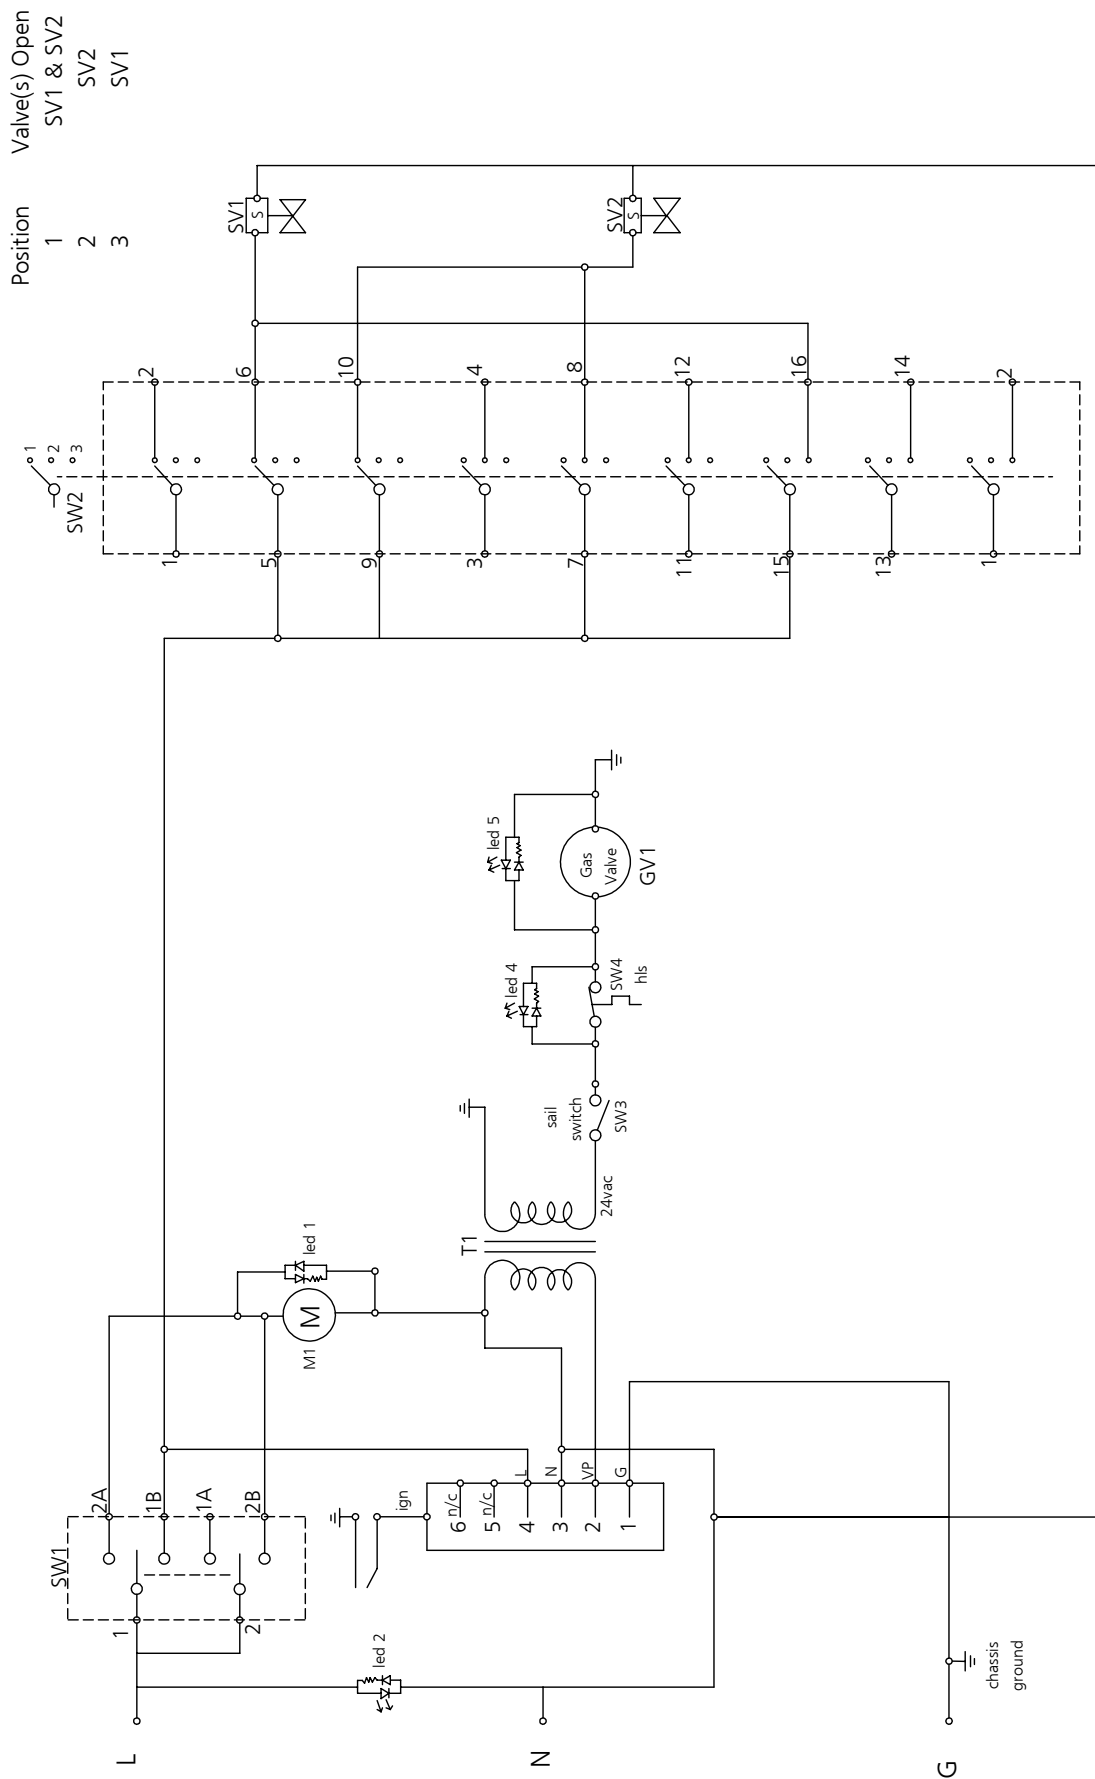 Position Valve(s) Open
1 SV1 & SV2
2 SV2
3 SV1
L
N
G
chassis
ground
led 2
SW1
1
2
2A
1B
1A
2B
ign
6 n/c
5 n/c
4 L
3 N
2 VP
1 G
M1
M
led 1
T1
24vac
sail
switch
SW3
led 4
SW4
hls
led 5
Gas
Valve
GV1
SW2
1
2
3
1 2
5 6
9 10
3 4
7 8
11 12
15 16
13 14
1 2
SV1
S
SV2
S